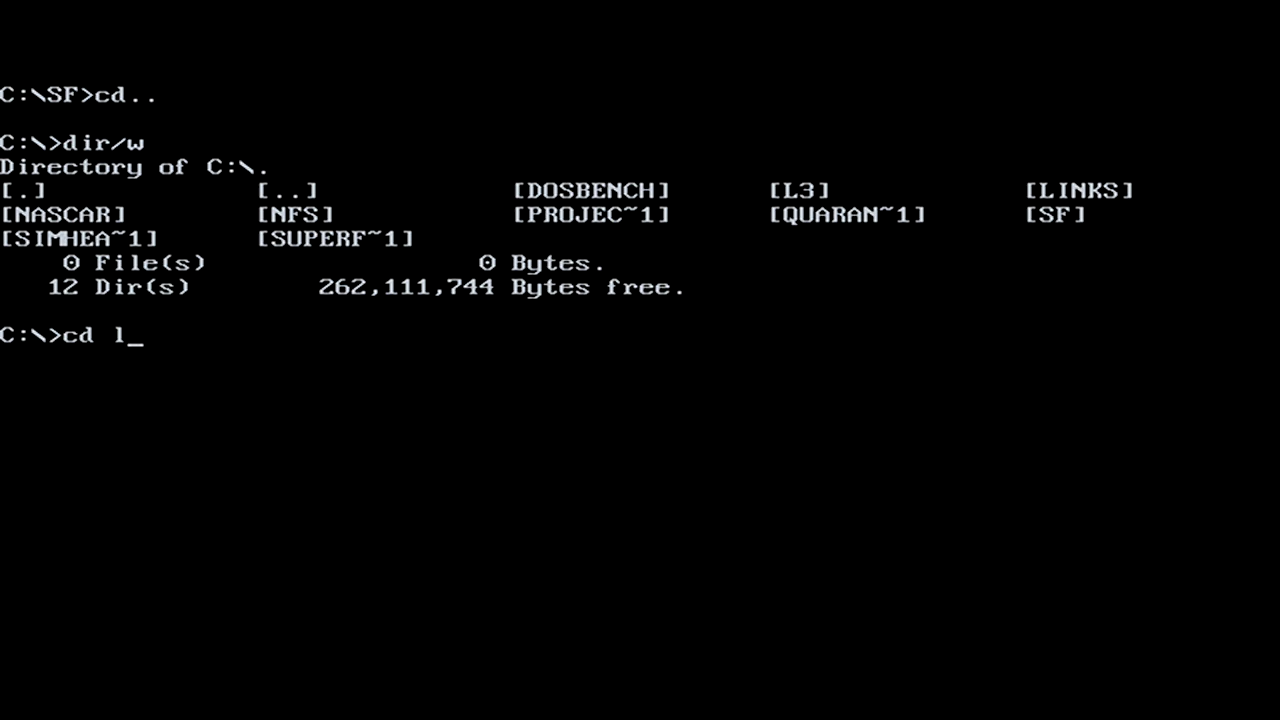 C:\SF>cd..
C:\>dir/w
Directory of C:\.
[.] [..] [DOSBENCH] [L3] [LINKS]
[NASCAR] [NFS] [PROJEC~1] [QUARAN~1] [SF]
[SIMHEA~1] [SUPERF~1]
0 File(s) 0 Bytes.
12 Dir(s) 262,111,744 Bytes free.
C:\>cd l_